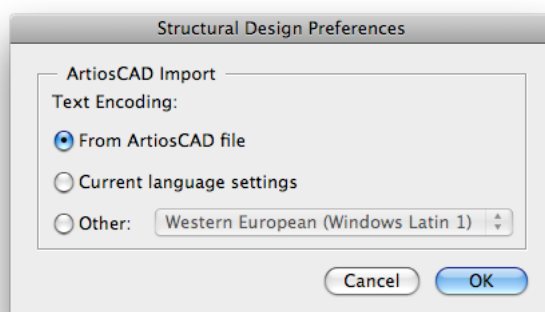 Structural Design Preferences
ArtiosCAD Import
Text Encoding:
From ArtiosCAD file
Current language settings
Other: Western European (Windows Latin 1)
Cancel OK